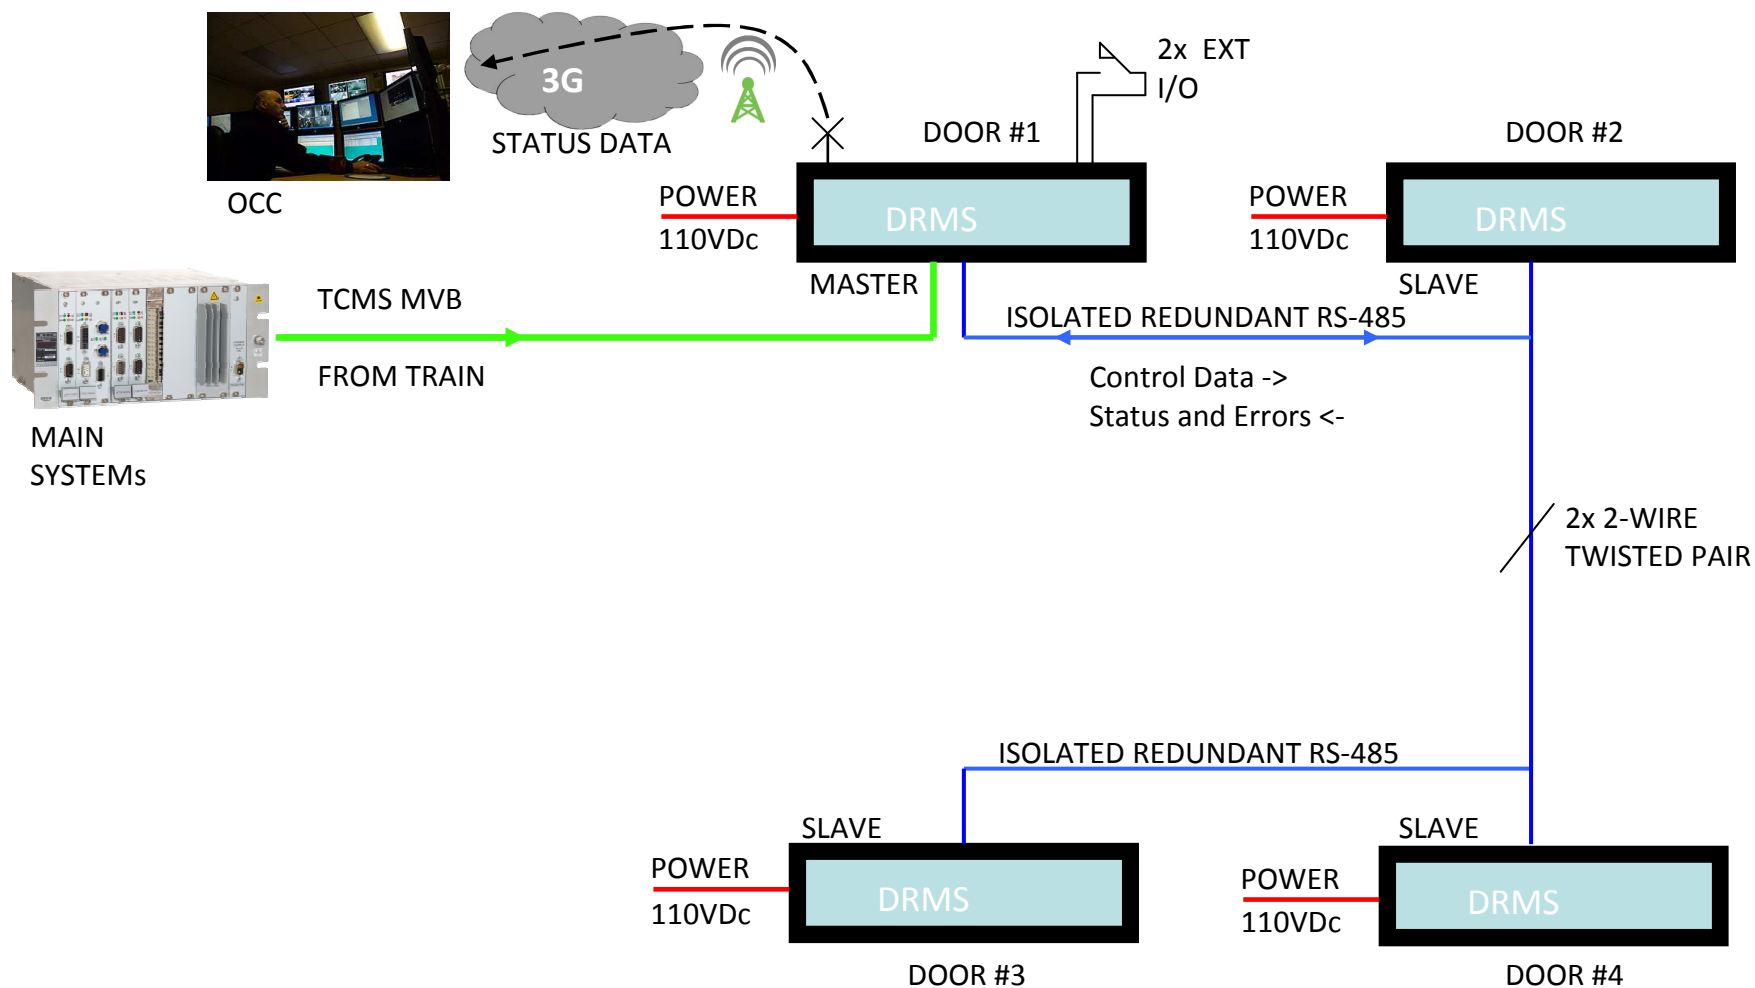 3G
STATUS DATA
OCC
2x EXT
I/O
DOOR #1
DOOR #2
POWER
110VDc
DRMS
MASTER
POWER
110VDc
DRMS
SLAVE
TCMS MVB
FROM TRAIN
ISOLATED REDUNDANT RS-485
Control Data ->
Status and Errors <-
MAIN
SYSTEMs
2x 2-WIRE
TWISTED PAIR
ISOLATED REDUNDANT RS-485
SLAVE
POWER
110VDc
DRMS
DOOR #3
SLAVE
POWER
110VDc
DRMS
DOOR #4